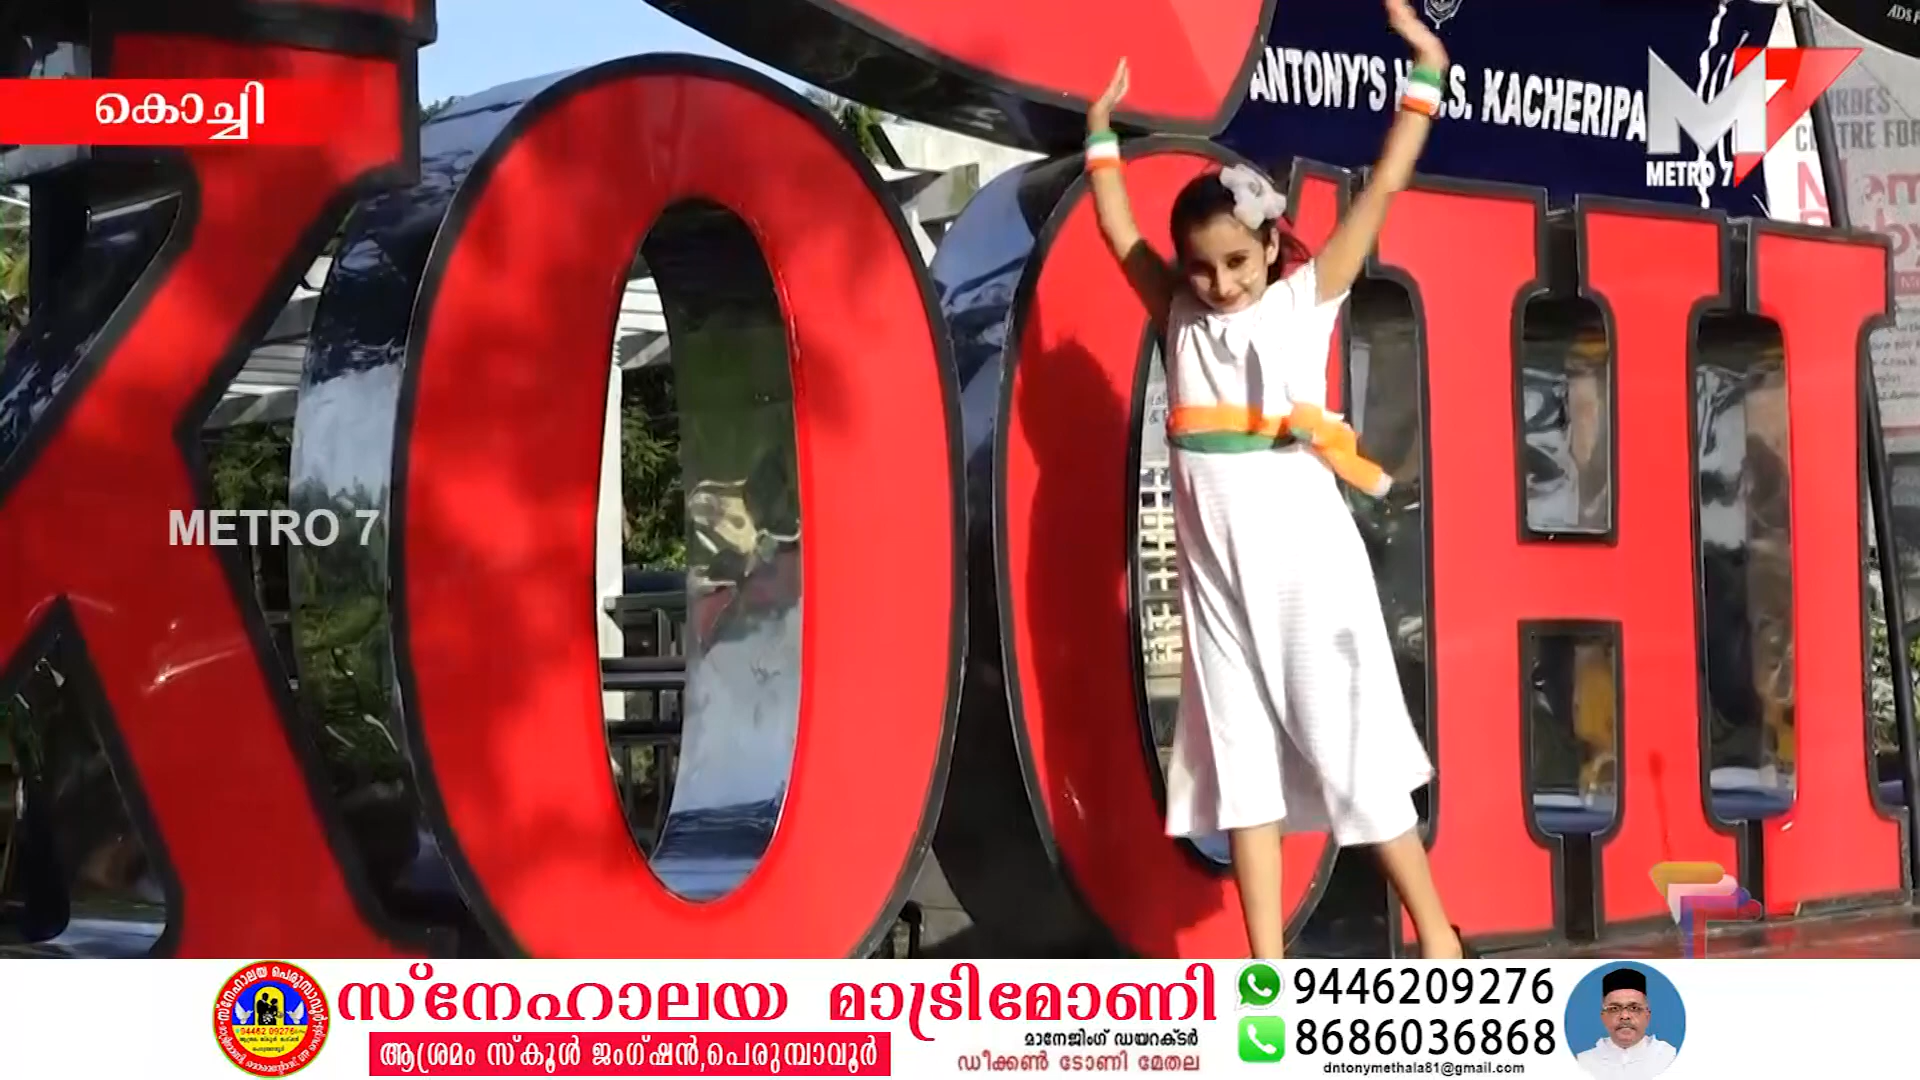 കൊച്ചി
ANTONY'S H.S.S. KACHERIPA
METRO 7
METRO 7
KOCHI
സ്നേഹാലയ മാട്രിമോണി
ആശ്രമം സ്കൂൾ ജംഗ്ഷൻ,പെരുമ്പാവൂർ
മാനേജിംഗ് ഡയറക്ടർ
ഡീക്കൺ ടോണി മേതല
9446209276
8686036868
dntonymethala81@gmail.com